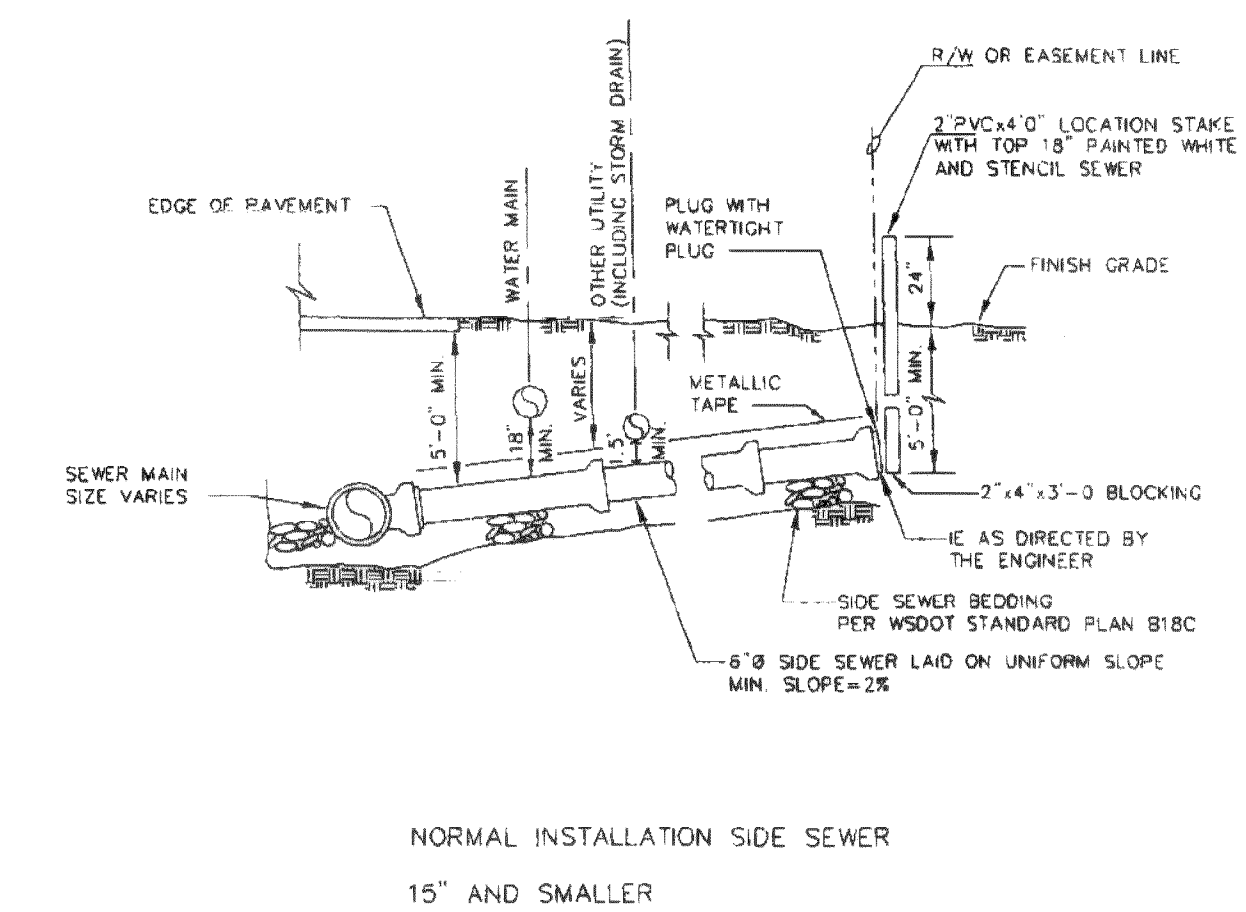 R/W OR EASEMENT LINE
2"PVCx4'0" LOCATION STAKE
WITH TOP 18" PAINTED WHITE
AND STENCIL SEWER
EDGE OF PAVEMENT
WATER MAIN
OTHER UTILITY
(INCLUDING STORM DRAIN)
PLUG WITH
WATERTIGHT
PLUG
24"
FINISH GRADE
5'-0" MIN.
18"
MIN.
VARIES
1.5'
MIN.
METALLIC
TAPE
5'-0" MIN.
SEWER MAIN
SIZE VARIES
2"x4"x3'-0 BLOCKING
IE AS DIRECTED BY
THE ENGINEER
SIDE SEWER BEDDING
PER WSDOT STANDARD PLAN B18C
6"Ø SIDE SEWER LAID ON UNIFORM SLOPE
MIN. SLOPE=2%
NORMAL INSTALLATION SIDE SEWER
15" AND SMALLER